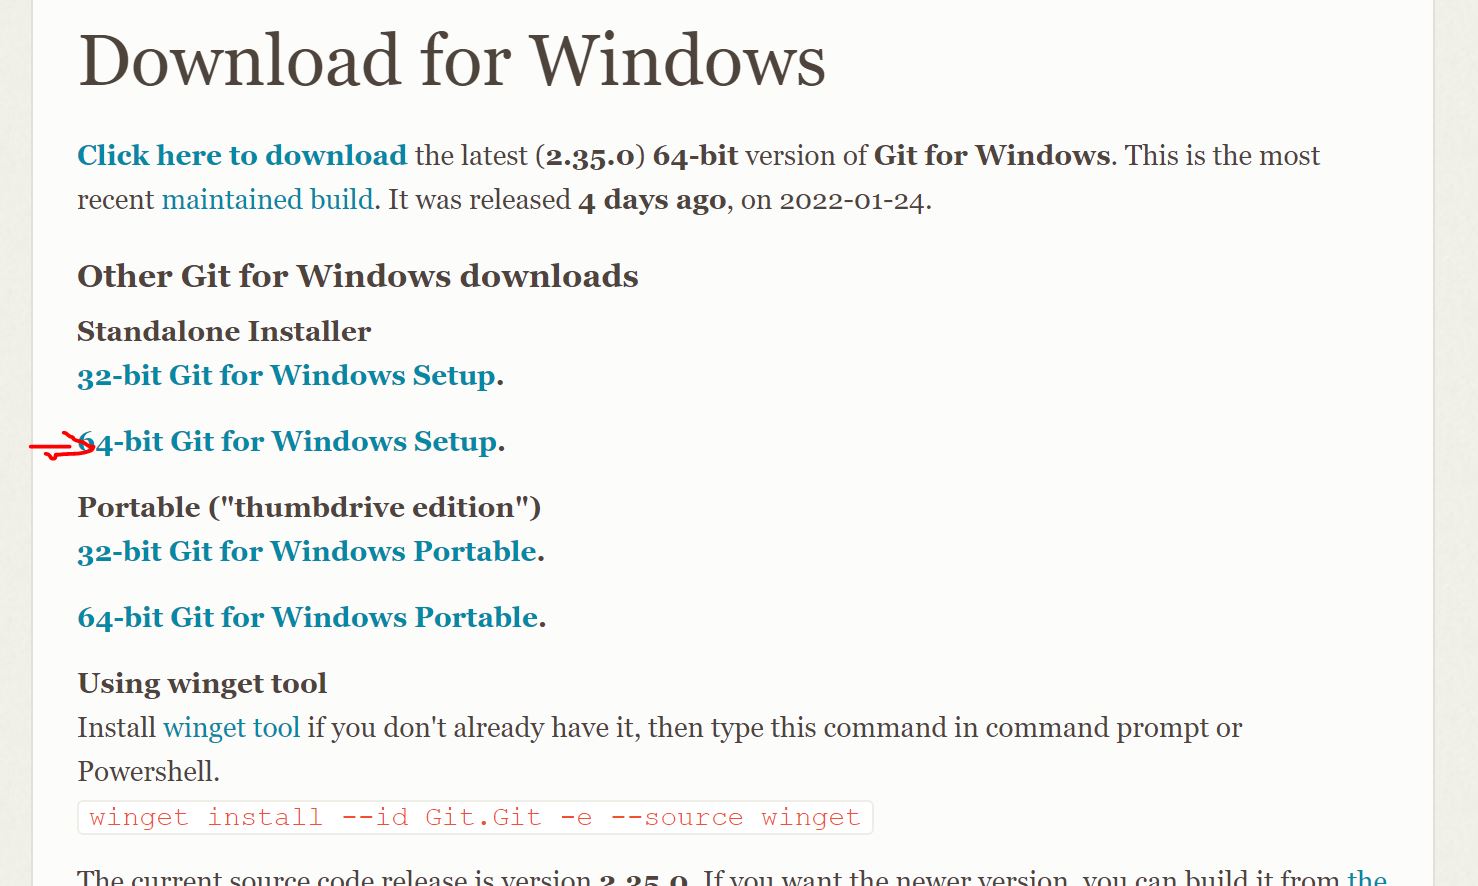 Download for Windows
Click here to download the latest (2.35.0) 64-bit version of Git for Windows. This is the most
recent maintained build. It was released 4 days ago, on 2022-01-24.
Other Git for Windows downloads
Standalone Installer
32-bit Git for Windows Setup.
64-bit Git for Windows Setup.
Portable ("thumbdrive edition")
32-bit Git for Windows Portable.
64-bit Git for Windows Portable.
Using winget tool
Install winget tool if you don't already have it, then type this command in command prompt or
Powershell.
winget install --id Git.Git -e --source winget
The current source code release is version 2.35.0. If you want the newer version, you can build it from the